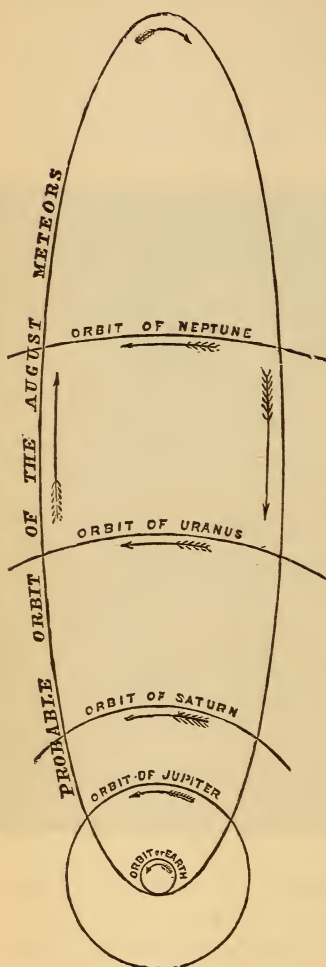 PROBABLE ORBIT OF THE AUGUST METEORS
ORBIT OF NEPTUNE
ORBIT OF URANUS
ORBIT OF SATURN
ORBIT OF JUPITER
ORBIT OF EARTH